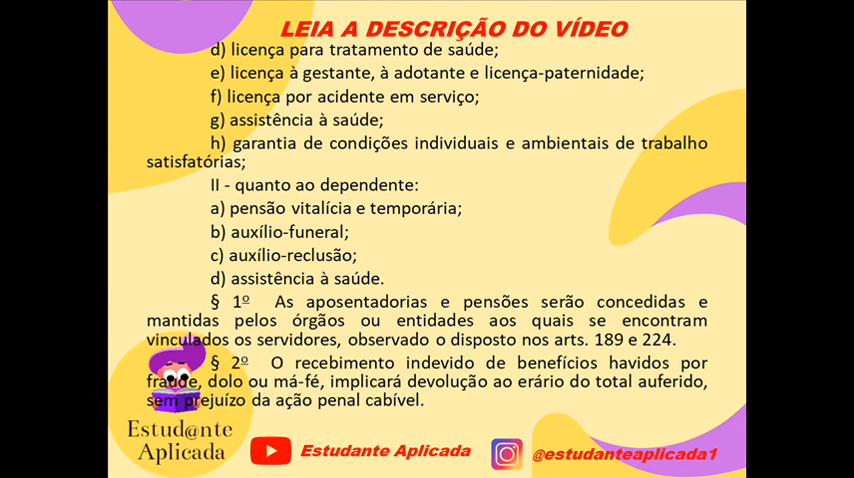 LEIA A DESCRIÇÃO DO VÍDEO
d) licença para tratamento de saúde;
e) licença à gestante, à adotante e licença-paternidade;
f) licença por acidente em serviço;
g) assistência à saúde;
h) garantia de condições individuais e ambientais de trabalho
satisfatórias;
II - quanto ao dependente:
a) pensão vitalícia e temporária;
b) auxílio-funeral;
c) auxílio-reclusão;
d) assistência à saúde.
§ 1º As aposentadorias e pensões serão concedidas e
mantidas pelos órgãos ou entidades aos quais se encontram
vinculados os servidores, observado o disposto nos arts. 189 e 224.
§ 2º O recebimento indevido de benefícios havidos por
fraude, dolo ou má-fé, implicará devolução ao erário do total auferido,
sem prejuízo da ação penal cabível.
Estud@nte
Aplicada
Estudante Aplicada
@estudanteaplicada1